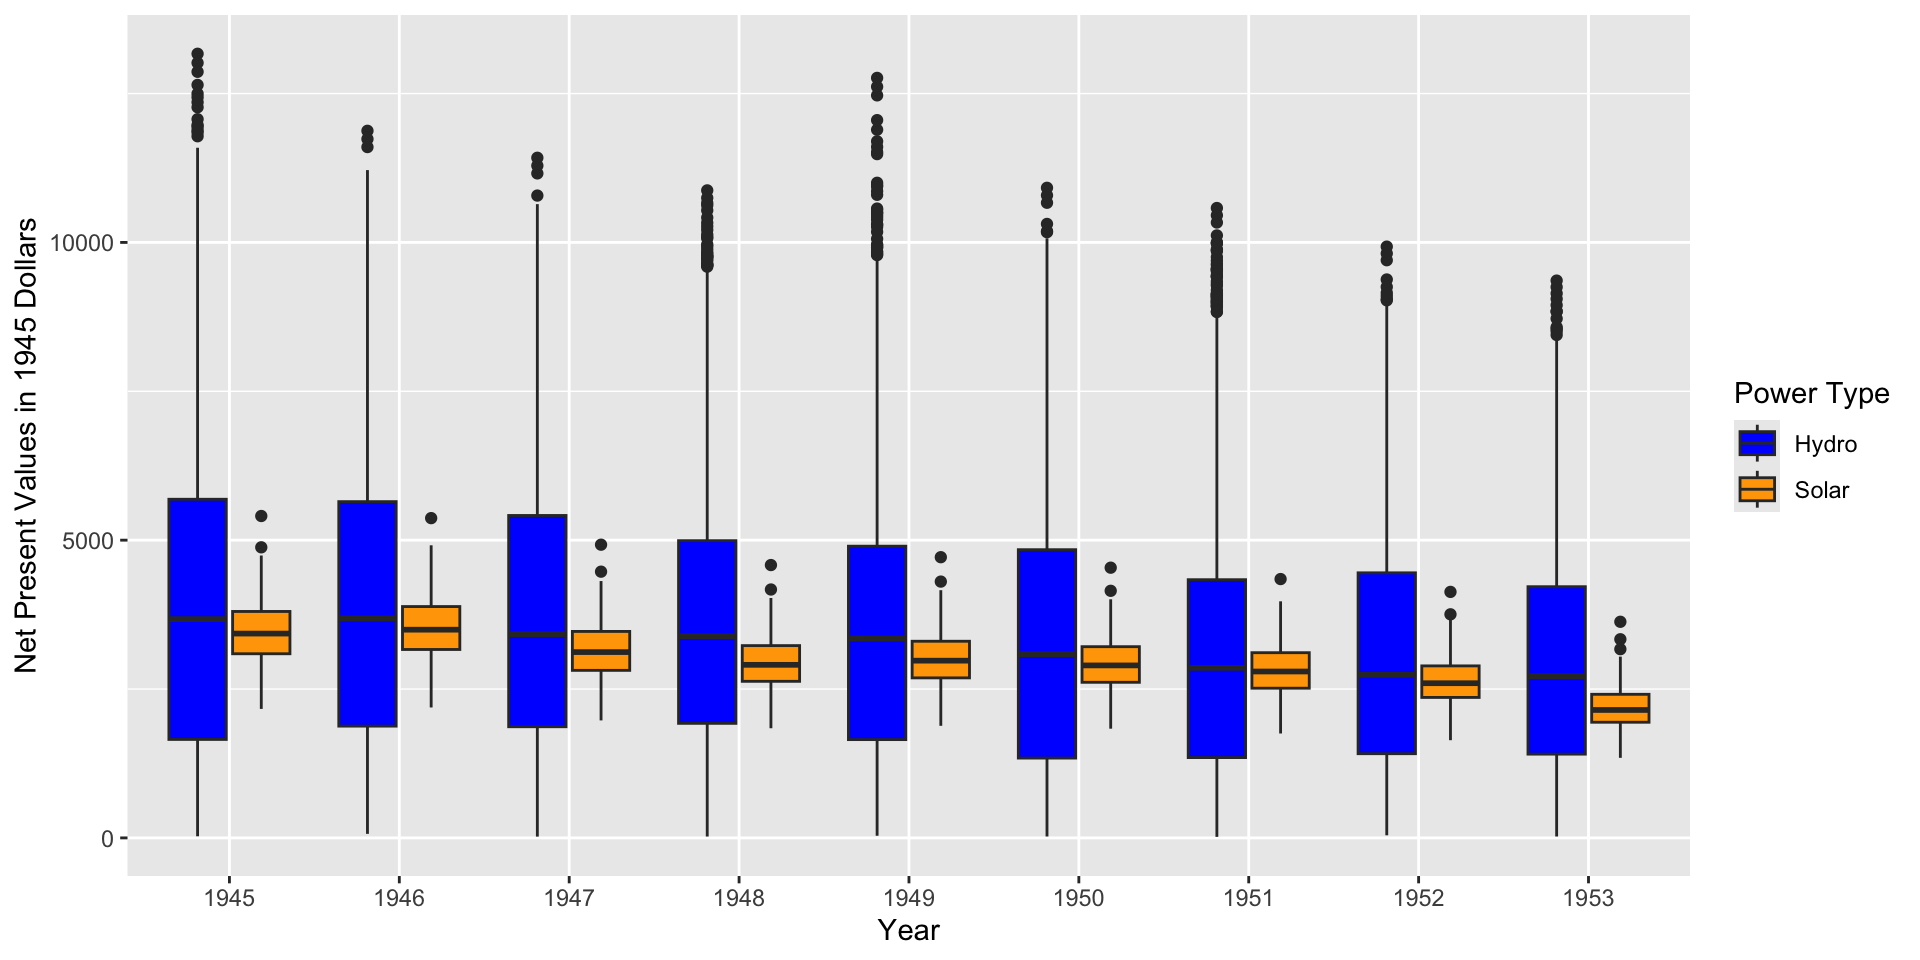 Net Present Values in 1945 Dollars
10000
5000
0
1945 1946 1947 1948 1949 1950 1951 1952 1953
Year
Power Type
Hydro
Solar